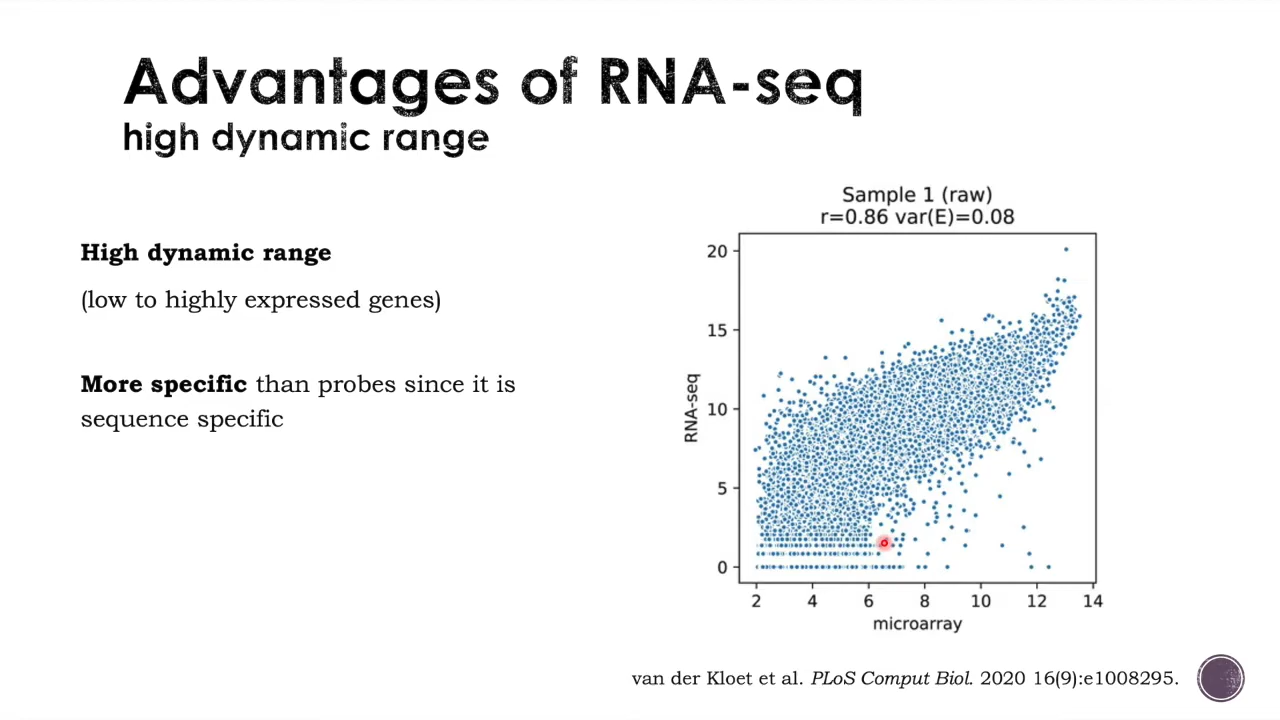 Advantages of RNA-seq
high dynamic range
High dynamic range
(low to highly expressed genes)
More specific than probes since it is
sequence specific
Sample 1 (raw)
r=0.86 var(E)=0.08
20
15
10
5
0
RNA-seq
2 4 6 8 10 12 14
microarray
van der Kloet et al. PLoS Comput Biol. 2020 16(9):e1008295.